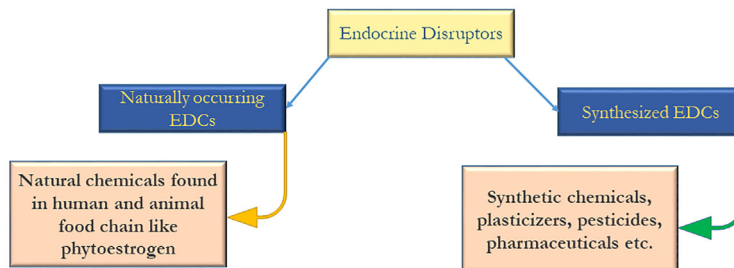 Endocrine Disruptors
Naturally occurring
EDCs
Synthesized EDCs
Natural chemicals found
in human and animal
food chain like
phytoestrogen
Synthetic chemicals,
plasticizers, pesticides,
pharmaceuticals etc.